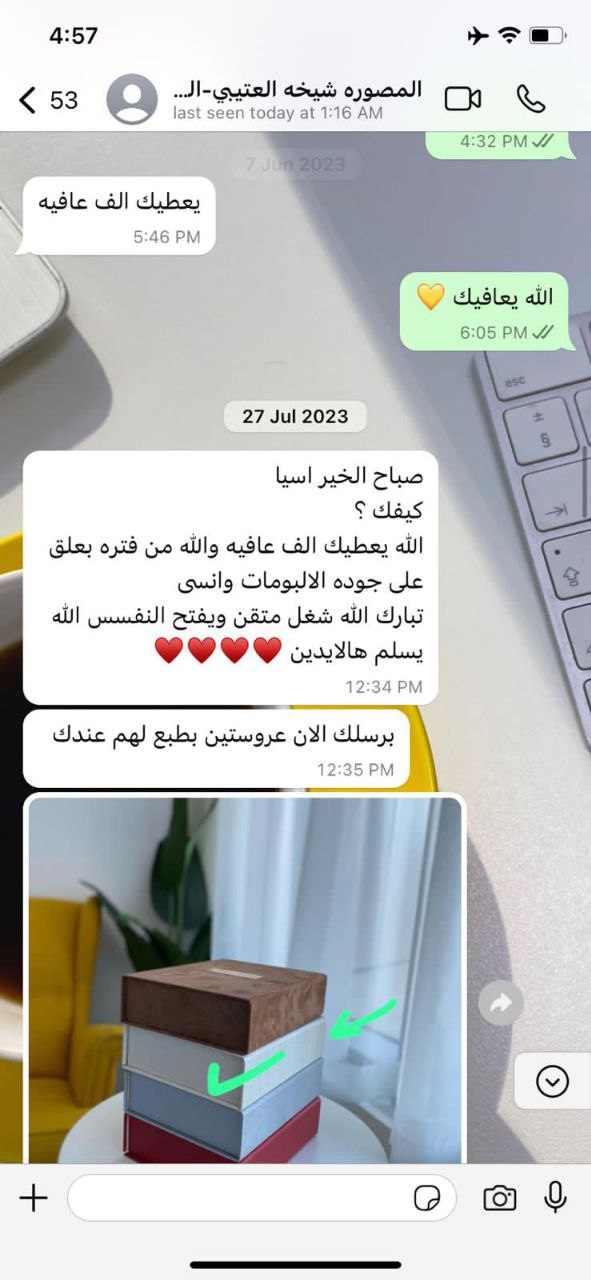 4:57
53
المصوره شيخه العتيبي-ال...
last seen today at 1:16 AM
4:32 PM
7 Jun 2023
يعطيك الف عافيه
5:46 PM
الله يعافيك 💛
6:05 PM
esc
±
§
27 Jul 2023
صباح الخير اسيا
كيفك ؟
الله يعطيك الف عافيه والله من فتره بعلق
على جوده الالبومات وانسى
تبارك الله شغل متقن ويفتح النفسس الله
يسلم هالايدين ♥️♥️♥️♥️
12:34 PM
برسلك الان عروستين بطبع لهم عندك
12:35 PM